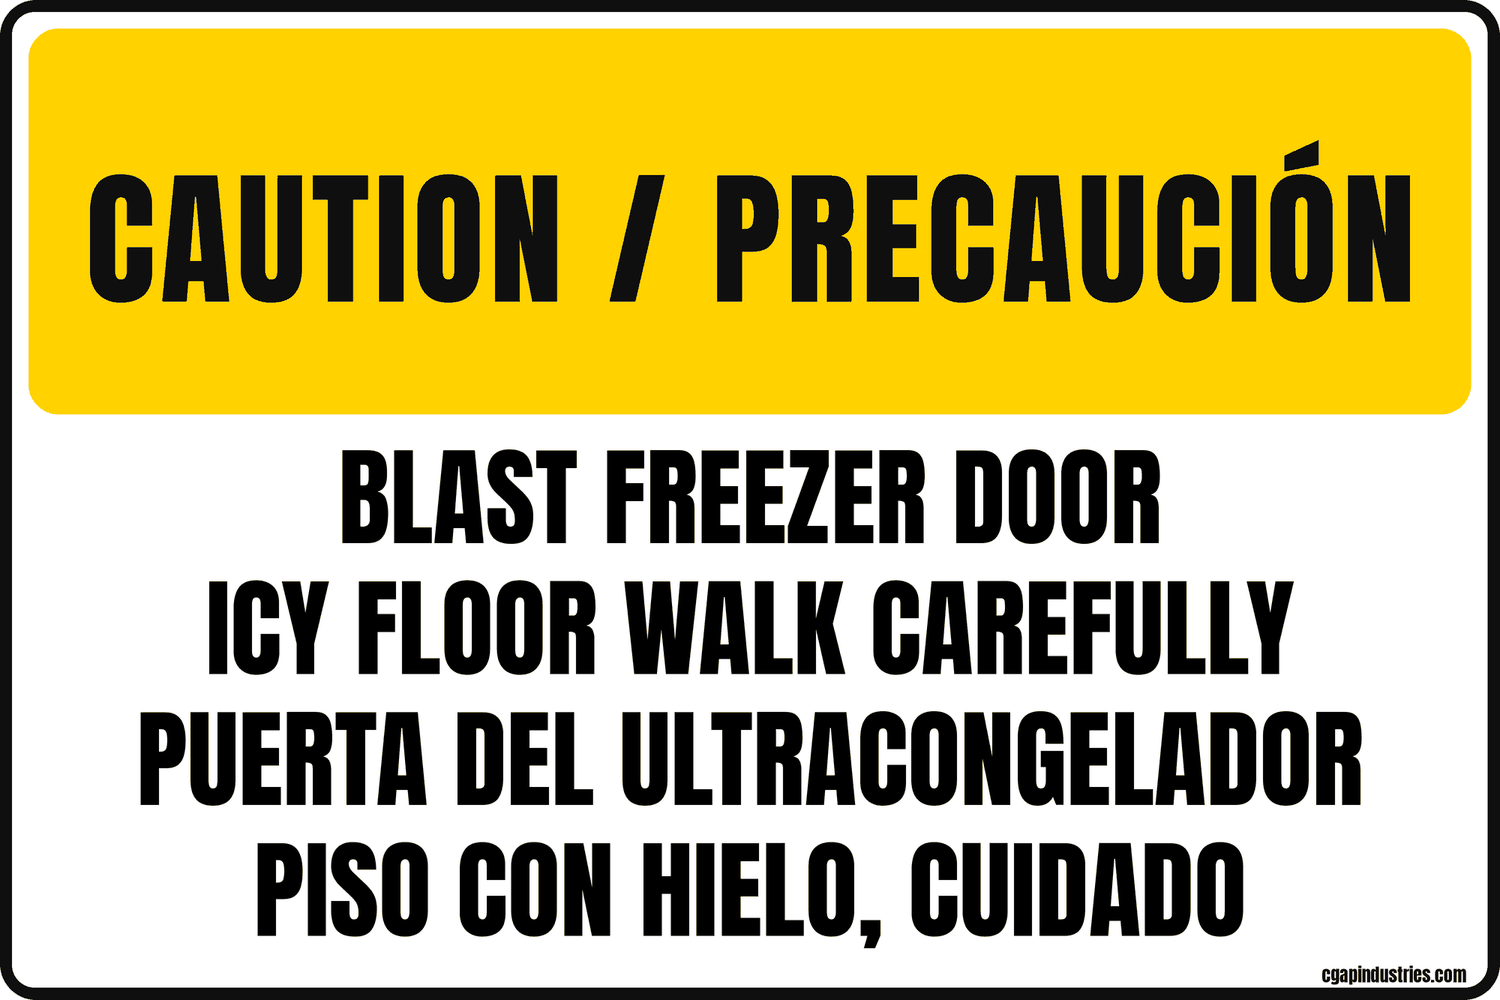 CAUTION / PRECAUCIÓN
BLAST FREEZER DOOR
ICY FLOOR WALK CAREFULLY
PUERTA DEL ULTRACONGELADOR
PISO CON HIELO, CUIDADO
cgapindustries.com